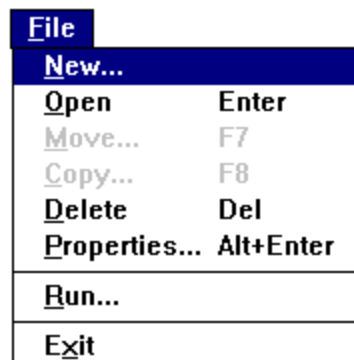 File
New...
Open Enter
Move... F7
Copy... F8
Delete Del
Properties... Alt+Enter
Run...
Exit